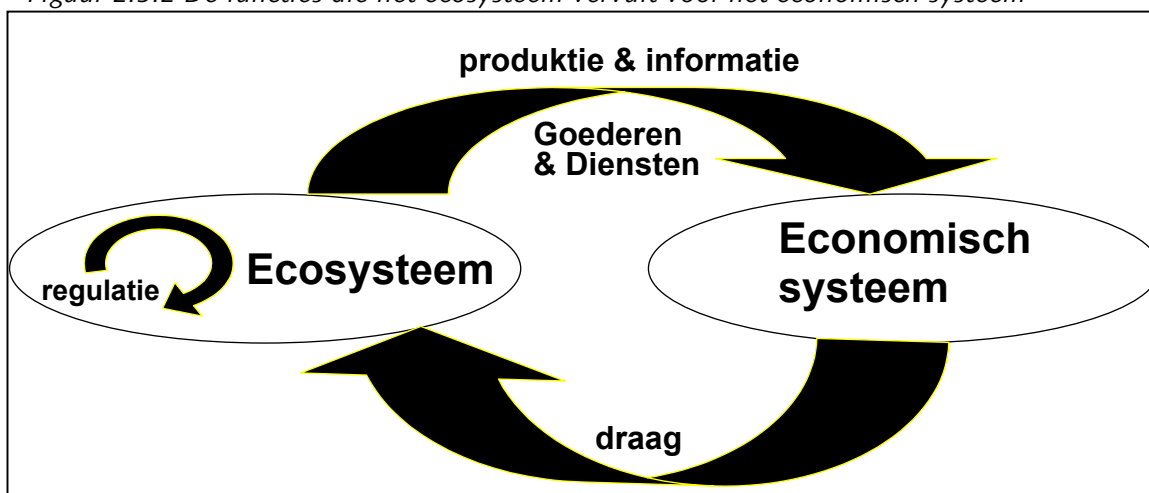 Figuur 2.3.2 De functies die het ecosysteem vervult voor het economisch systeem
produktie & informatie
Goederen
& Diensten
Ecosysteem
regulatie
Economisch
systeem
draag